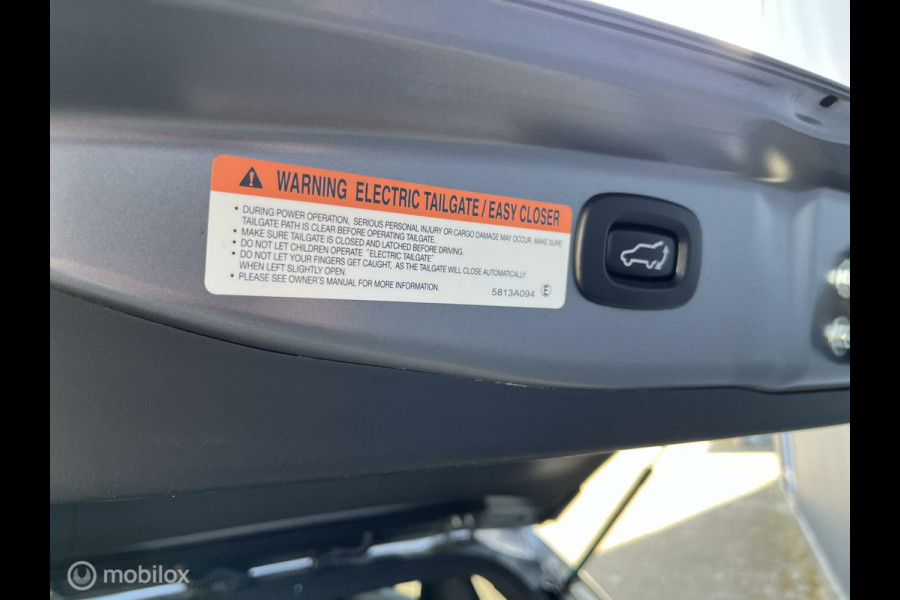 WARNING ELECTRIC TAILGATE / EASY CLOSER
• DURING POWER OPERATION, SERIOUS PERSONAL INJURY OR CARGO DAMAGE MAY OCCUR. MAKE SURE
TAILGATE PATH IS CLEAR BEFORE OPERATING TAILGATE.
• MAKE SURE TAILGATE IS CLOSED AND LATCHED BEFORE DRIVING.
• DO NOT LET CHILDREN OPERATE "ELECTRIC TAILGATE"
• DO NOT LET YOUR FINGERS GET CAUGHT, AS THE TAILGATE WILL CLOSE AUTOMATICALLY
WHEN LEFT SLIGHTLY OPEN.
• PLEASE SEE OWNER'S MANUAL FOR MORE INFORMATION.
5813A094 E
mobilox